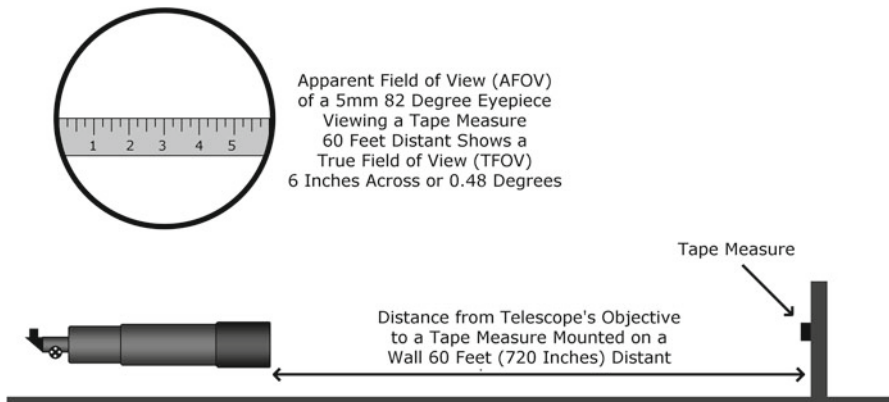 1 2 3 4 5
Apparent Field of View (AFOV)
of a 5mm 82 Degree Eyepiece
Viewing a Tape Measure
60 Feet Distant Shows a
True Field of View (TFOV)
6 Inches Across or 0.48 Degrees
Tape Measure
Distance from Telescope's Objective
to a Tape Measure Mounted on a
Wall 60 Feet (720 Inches) Distant